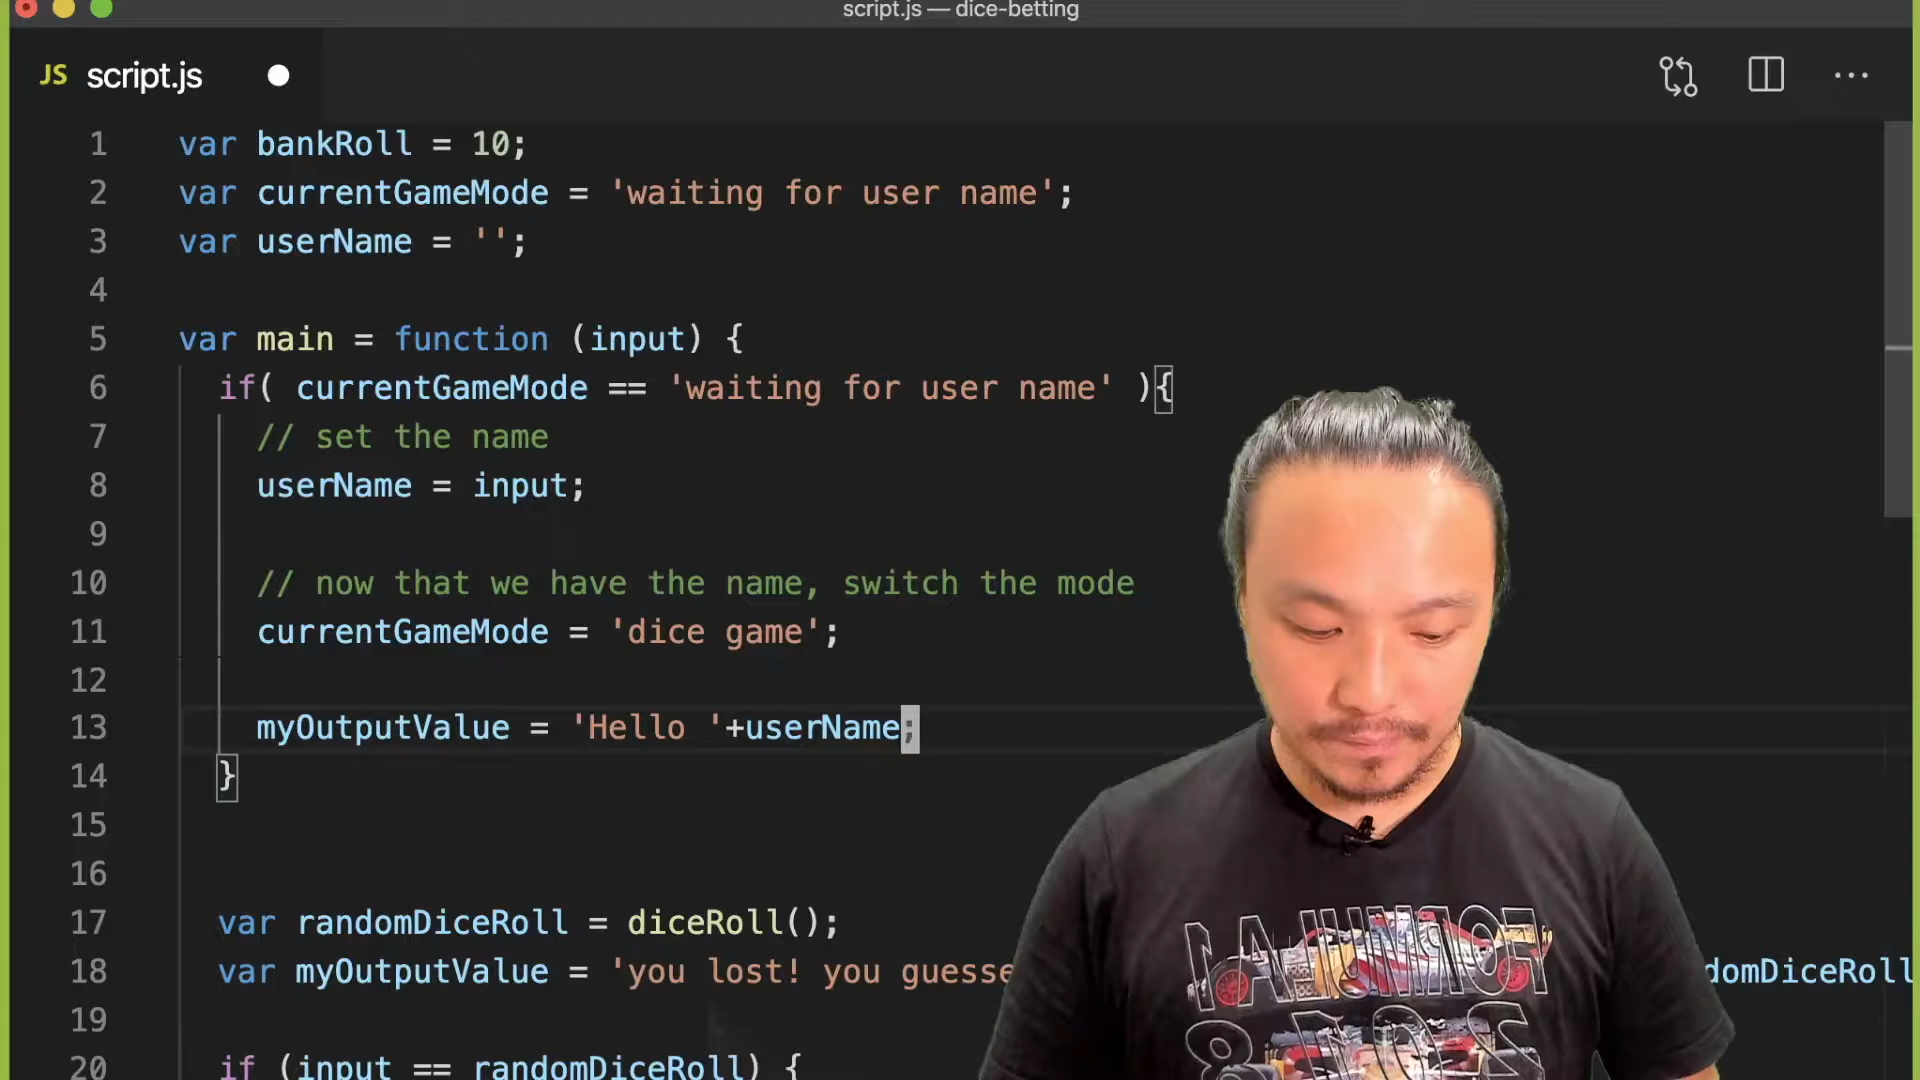 script.js — dice-betting
JS script.js
1 var bankRoll = 10;
2 var currentGameMode = 'waiting for user name';
3 var userName = '';
4
5 var main = function (input) {
6 if( currentGameMode == 'waiting for user name' ){
7 // set the name
8 userName = input;
9
10 // now that we have the name, switch the mode
11 currentGameMode = 'dice game';
12
13 myOutputValue = 'Hello '+userName;
14 }
15
16
17 var randomDiceRoll = diceRoll();
18 var myOutputValue = 'you lost! you guesse domDiceRoll
19
20 if (input == randomDiceRoll) {
FORMULA 1
2018